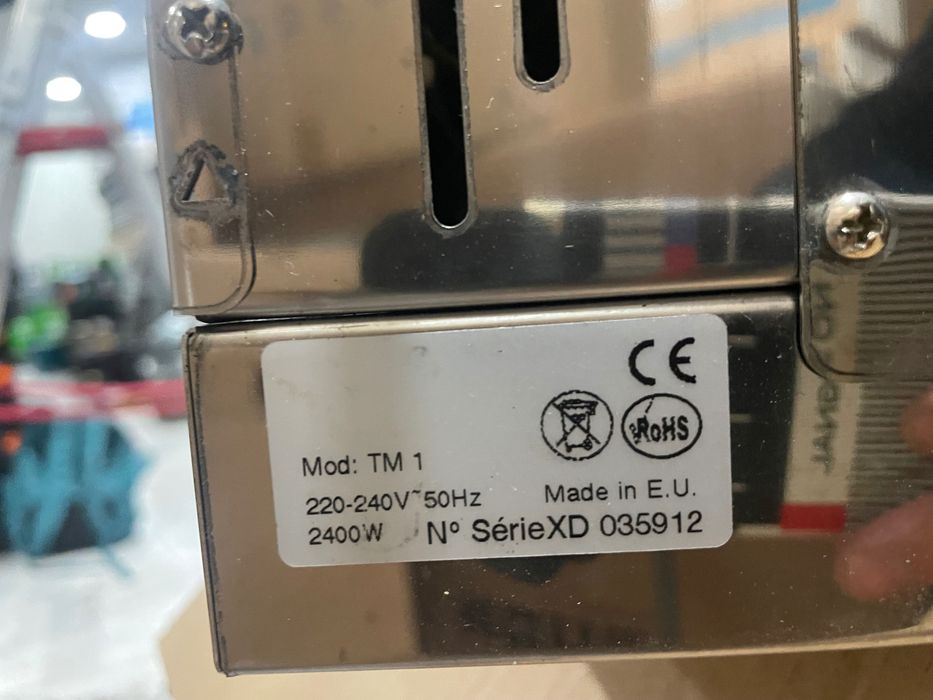 CE
RoHS
Mod: TM 1
220-240V~50Hz
Made in E.U.
2400W
Nº SérieXD 035912